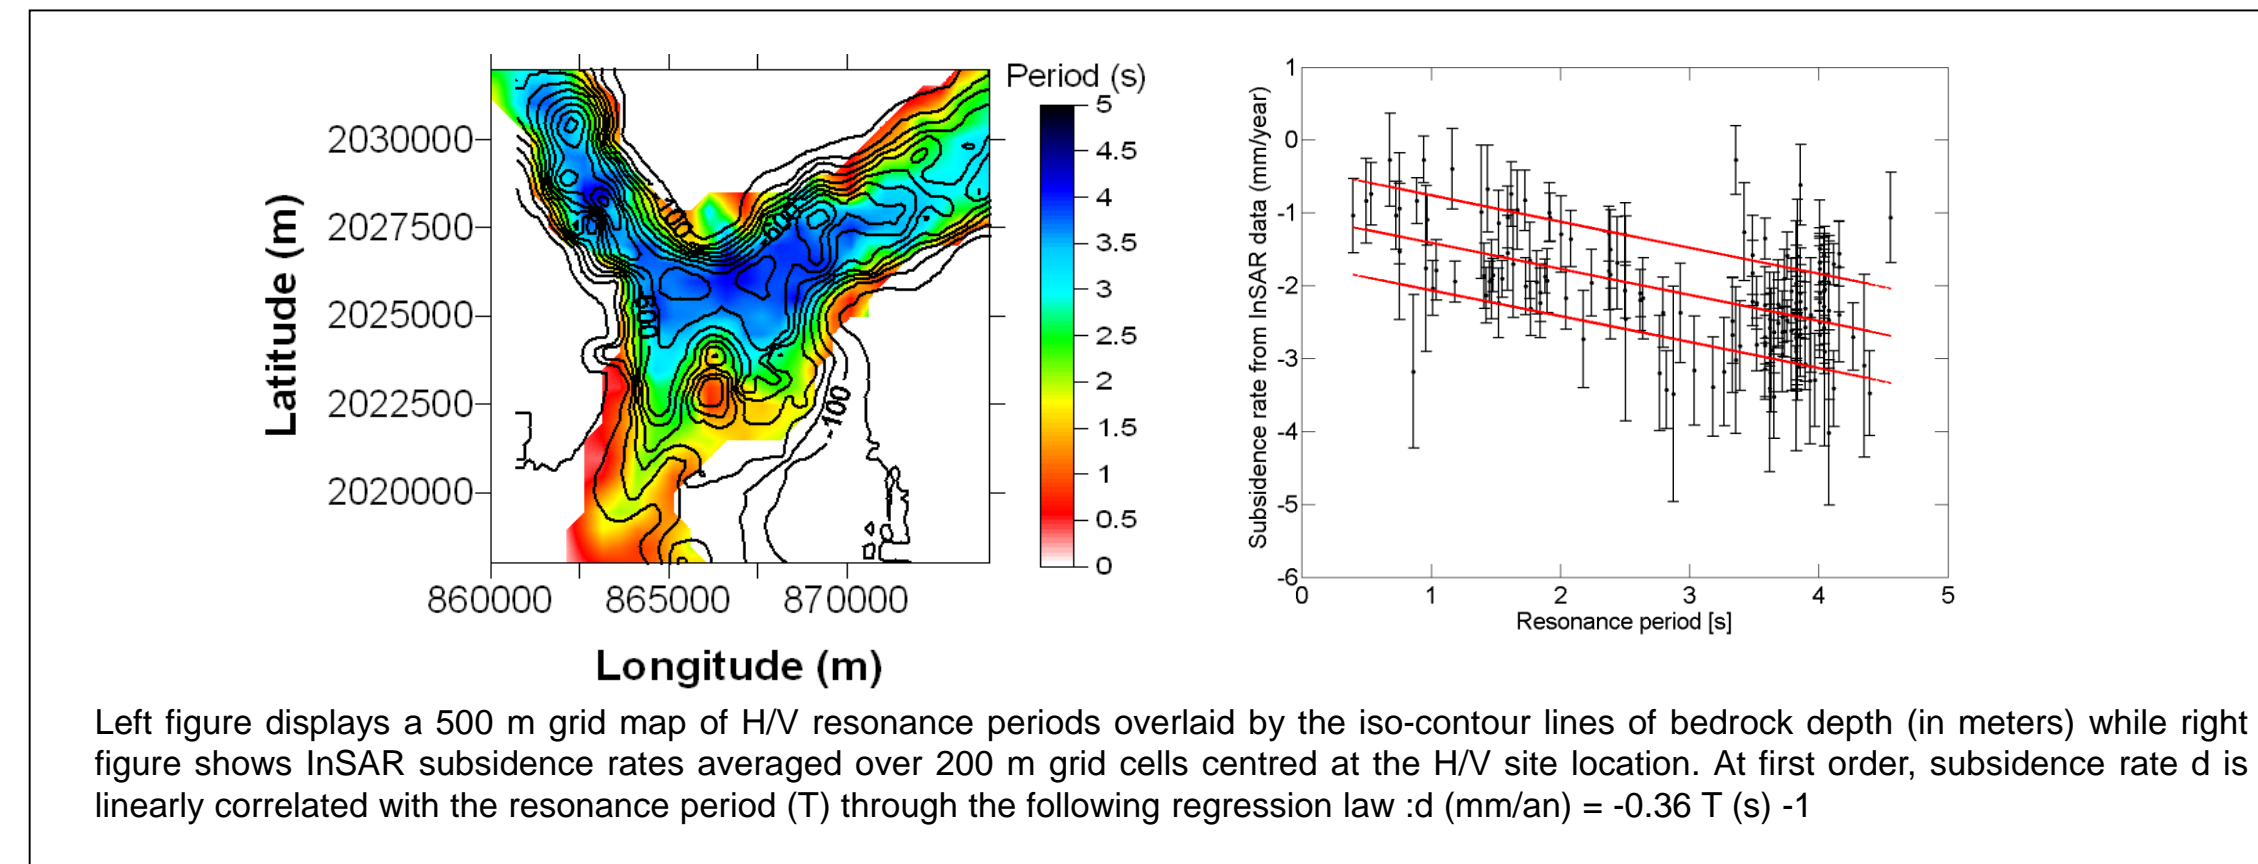 Period (s)
5
4.5
4
3.5
3
2.5
2
1.5
1
0.5
0
2030000
2027500
2025000
2022500
2020000
Latitude (m)
860000 865000 870000
Longitude (m)
-100
-500
500
-100
1
0
-1
-2
-3
-4
-5
-6
Subsidence rate from InSAR data (mm/year)
0 1 2 3 4 5
Resonance period [s]
Left figure displays a 500 m grid map of H/V resonance periods overlaid by the iso-contour lines of bedrock depth (in meters) while right
figure shows InSAR subsidence rates averaged over 200 m grid cells centred at the H/V site location. At first order, subsidence rate d is
linearly correlated with the resonance period (T) through the following regression law :d (mm/an) = -0.36 T (s) -1